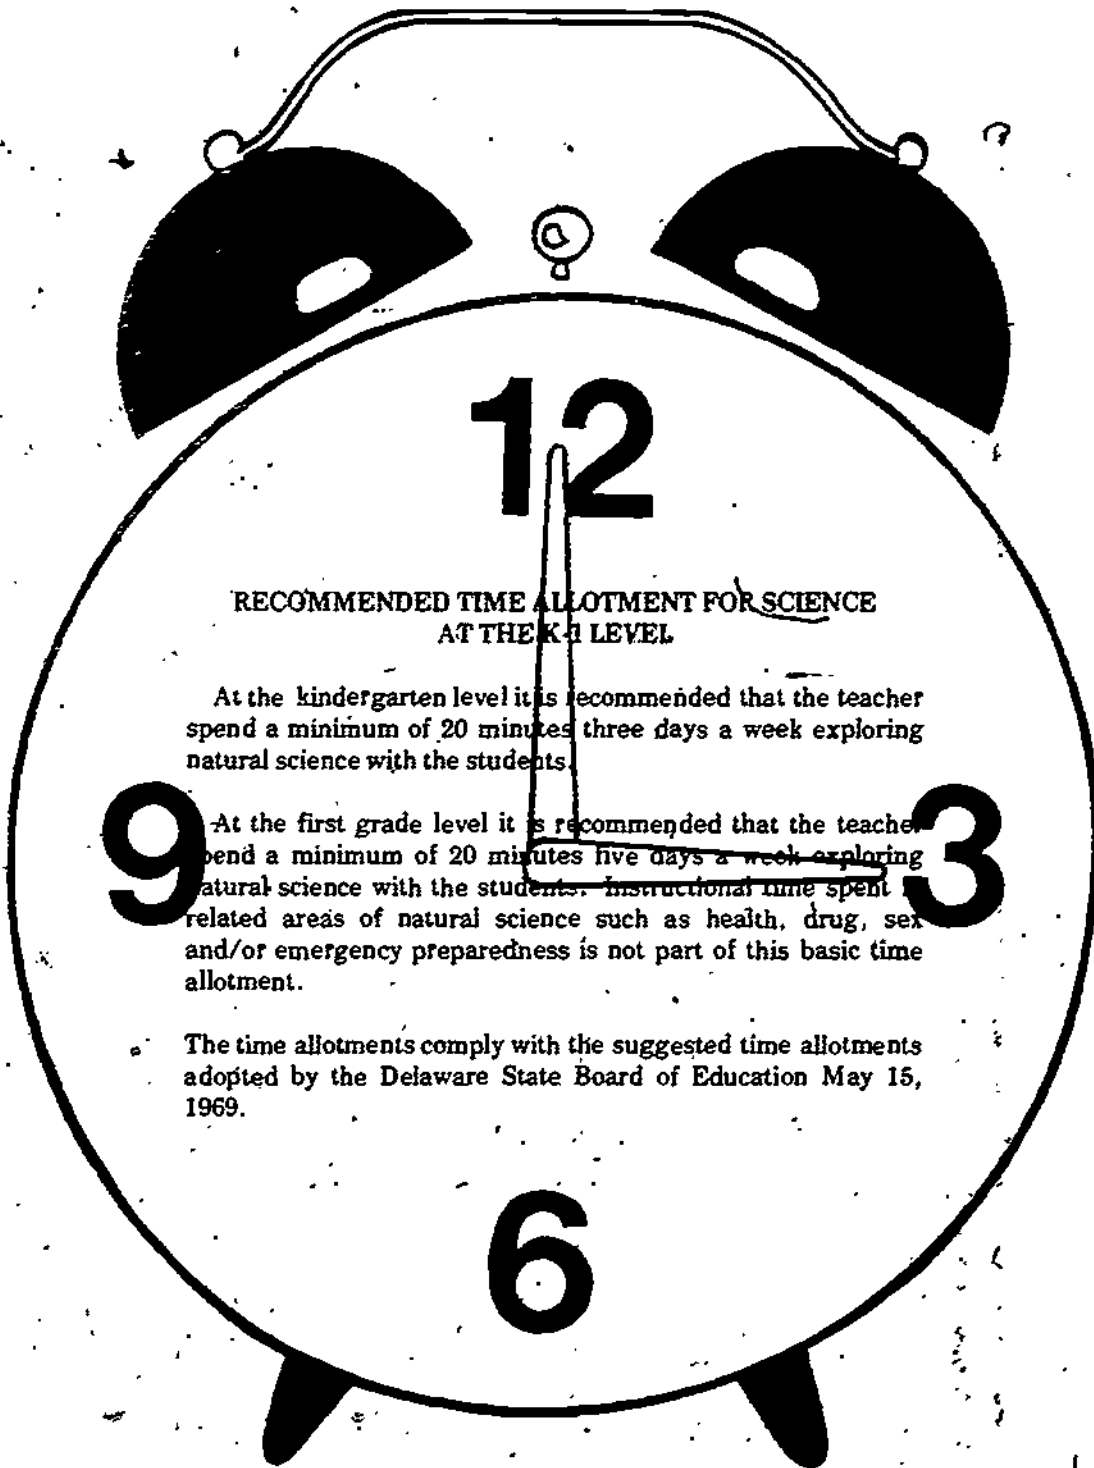 12
RECOMMENDED TIME ALLOTMENT FOR SCIENCE
AT THE K-1 LEVEL
At the kindergarten level it is recommended that the teacher
spend a minimum of 20 minutes three days a week exploring
natural science with the students.
9
3
At the first grade level it is recommended that the teacher
spend a minimum of 20 minutes five days a week exploring
natural science with the students. Instructional time spent
related areas of natural science such as health, drug, sex
and/or emergency preparedness is not part of this basic time
allotment.
The time allotments comply with the suggested time allotments
adopted by the Delaware State Board of Education May 15,
1969.
6